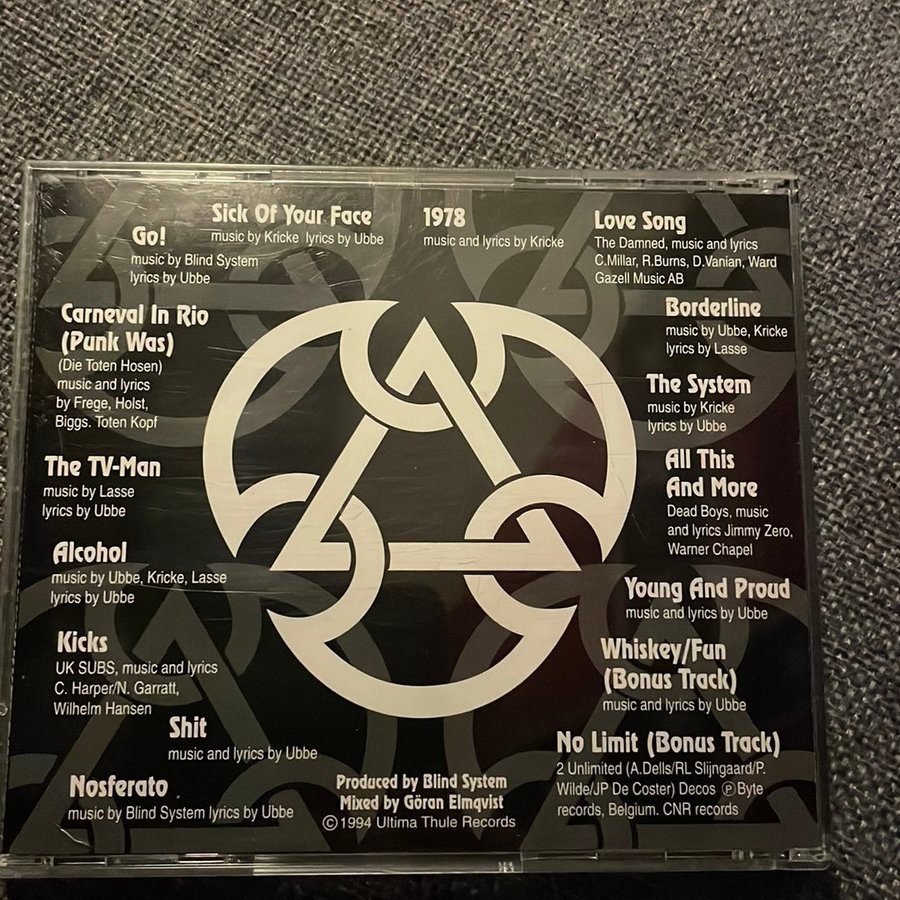 Sick Of Your Face
music by Kricke lyrics by Ubbe
1978
music and lyrics by Kricke
Love Song
The Damned, music and lyrics
C.Millar, R.Burns, D.Vanian, Ward
Gazell Music AB
Go!
music by Blind System
lyrics by Ubbe
Borderline
music by Ubbe, Kricke
lyrics by Lasse
Carneval In Rio
(Punk Was)
(Die Toten Hosen)
music and lyrics
by Frege, Holst,
Biggs. Toten Kopf
The System
music by Kricke
lyrics by Ubbe
The TV-Man
music by Lasse
lyrics by Ubbe
All This
And More
Dead Boys, music
and lyrics Jimmy Zero,
Warner Chapel
Alcohol
music by Ubbe, Kricke, Lasse
lyrics by Ubbe
Young And Proud
music and lyrics by Ubbe
Kicks
UK SUBS, music and lyrics
C. Harper/N. Garratt,
Wilhelm Hansen
Whiskey/Fun
(Bonus Track)
music and lyrics by Ubbe
Shit
music and lyrics by Ubbe
No Limit (Bonus Track)
2 Unlimited (A.Dells/RL Slijngaard/P.
Wilde/JP De Coster) Decos ℗Byte
records, Belgium. CNR records
Nosferato
music by Blind System lyrics by Ubbe
Produced by Blind System
Mixed by Göran Elmqvist
©1994 Ultima Thule Records